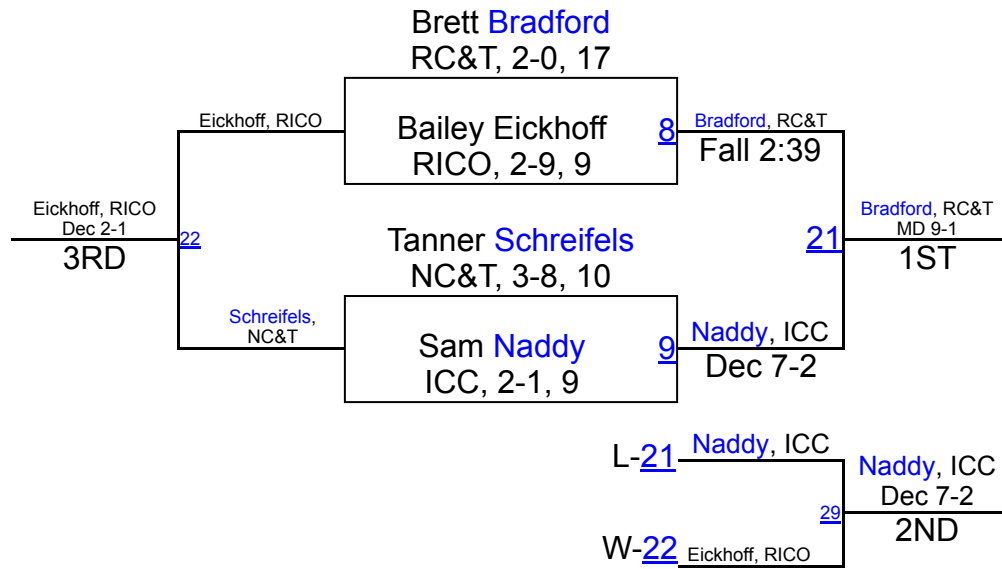 Brett Bradford
RC&T, 2-0, 17
Eickhoff, RICO
Bailey Eickhoff
RICO, 2-9, 9
8
Bradford, RC&T
Fall 2:39
Eickhoff, RICO
Dec 2-1
3RD
22
Tanner Schreifels
NC&T, 3-8, 10
21
Bradford, RC&T
MD 9-1
1ST
Schreifels,
NC&T
Sam Naddy
ICC, 2-1, 9
9
Naddy, ICC
Dec 7-2
L-21
Naddy, ICC
29
Naddy, ICC
Dec 7-2
2ND
W-22
Eickhoff, RICO